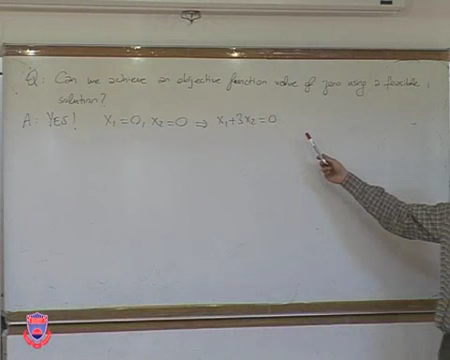 Q: Can we achieve an objective function value of zero using a feasible
solution?
A: YES! x₁=0, x₂=0 ⇒ x₁+3x₂=0